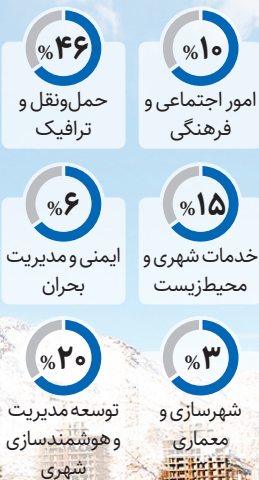 %۱۰
امور اجتماعی و
فرهنگی
%۴۶
حمل‌ونقل و
ترافیک
%۱۵
خدمات شهری و
محیط‌زیست
%۶
ایمنی و مدیریت
بحران
%۳
شهرسازی و
معماری
%۲۰
توسعه مدیریت
و هوشمندسازی
شهری